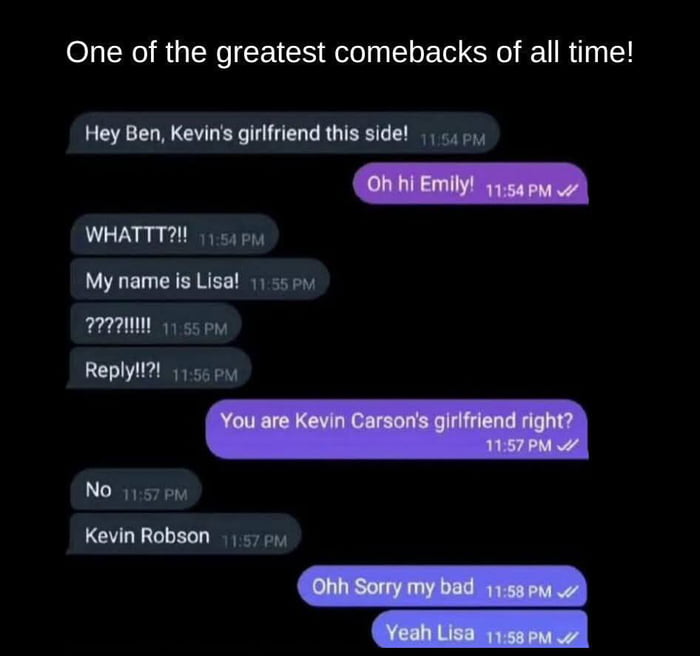 One of the greatest comebacks of all time!
Hey Ben, Kevin's girlfriend this side! 11:54 PM
Oh hi Emily! 11:54 PM
WHATTT?!! 11:54 PM
My name is Lisa! 11:55 PM
????!!!!! 11:55 PM
Reply!!?! 11:56 PM
You are Kevin Carson's girlfriend right?
11:57 PM
No 11:57 PM
Kevin Robson 11:57 PM
Ohh Sorry my bad 11:58 PM
Yeah Lisa 11:58 PM